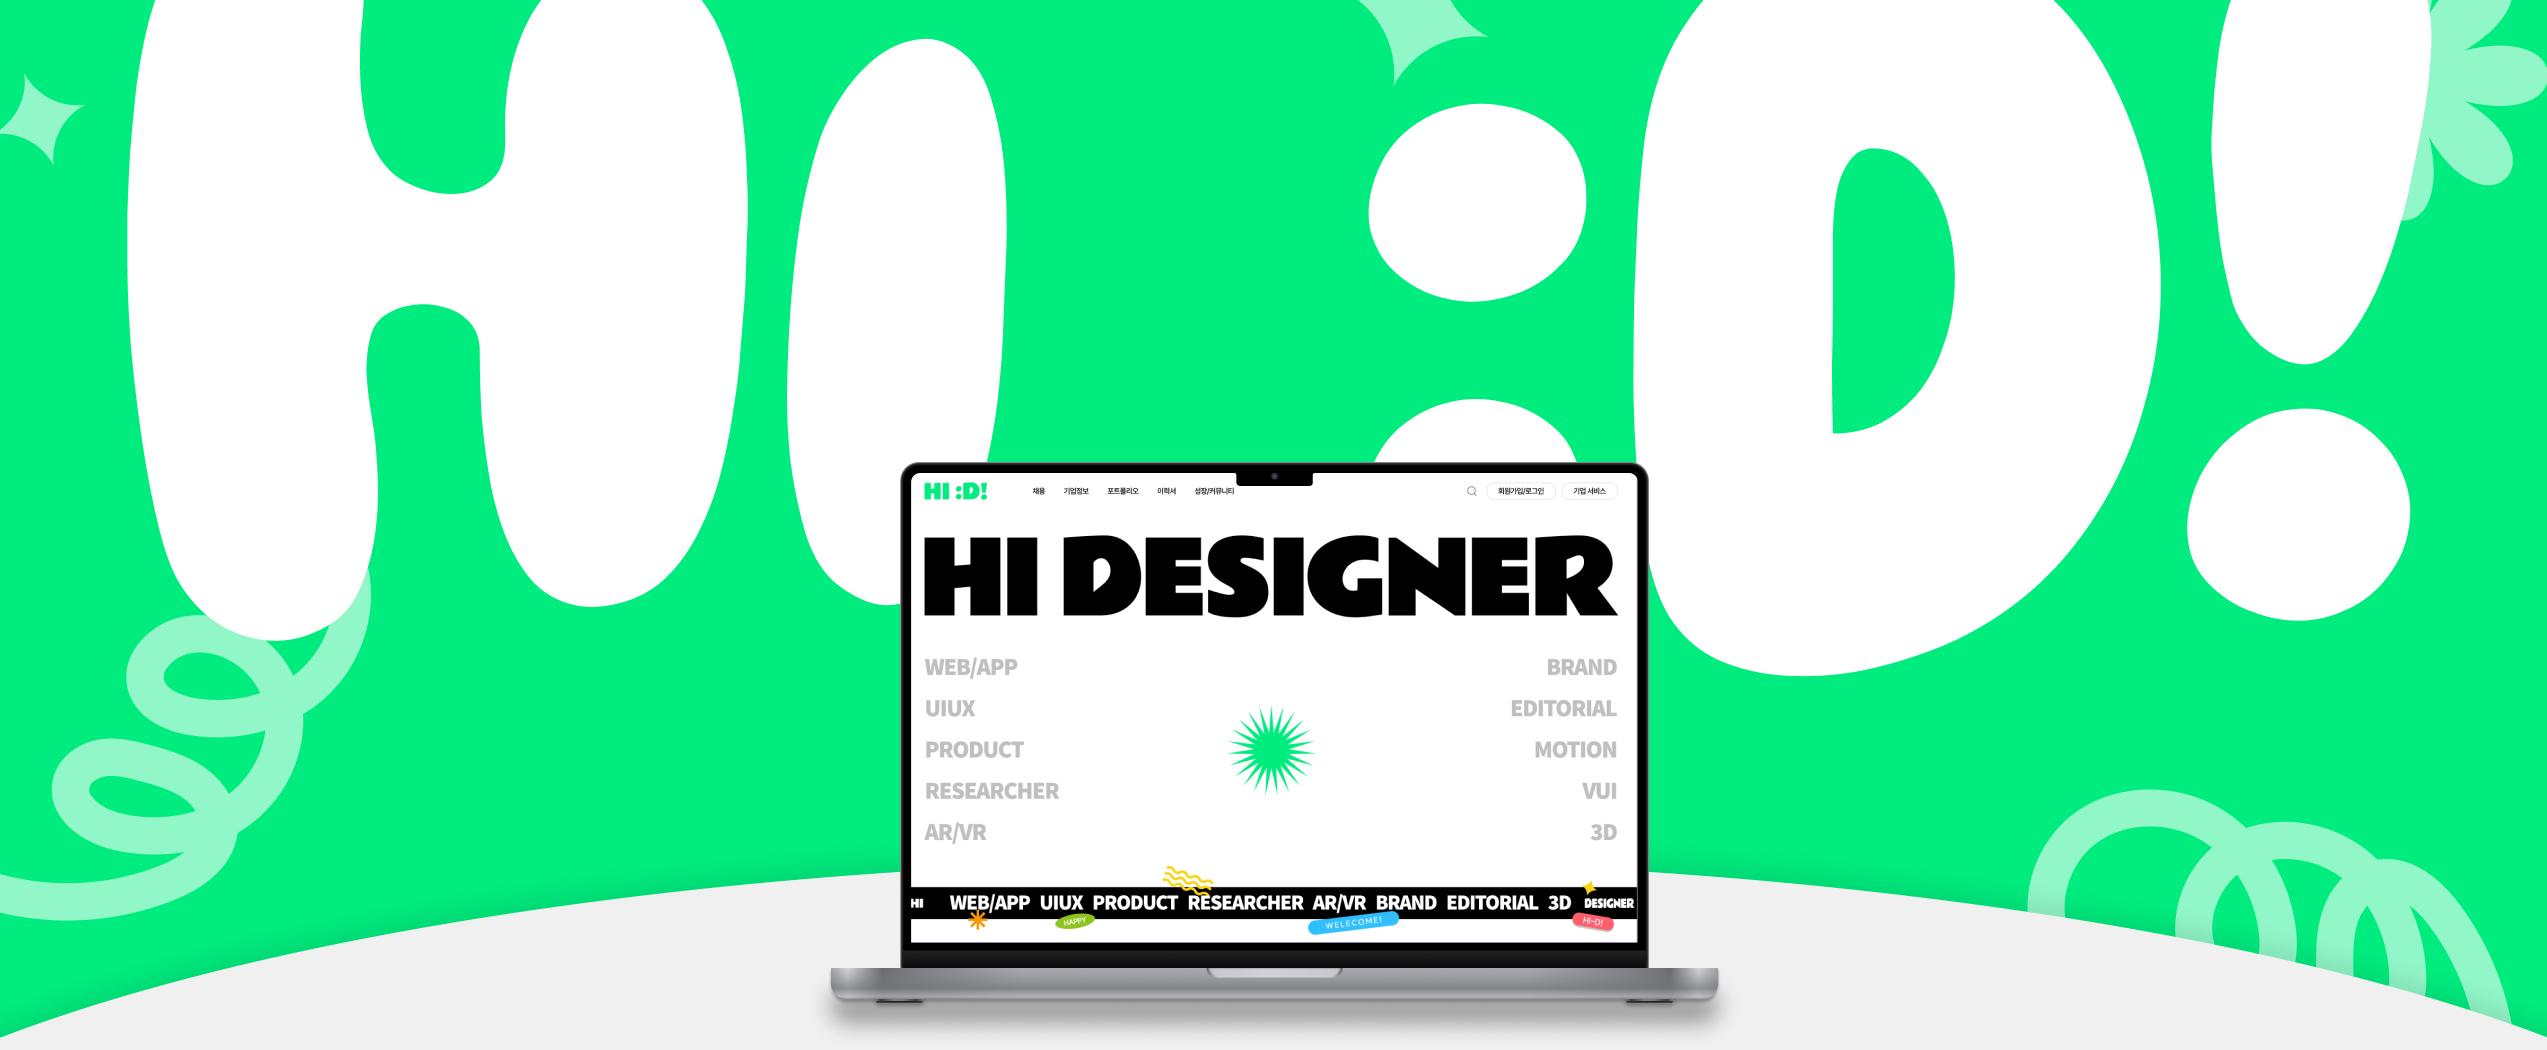 HI :D!
HI :D!
채용 기업정보 포트폴리오 이력서 성장/커뮤니티
회원가입/로그인 기업 서비스
HI DESIGNER
WEB/APP
UIUX
PRODUCT
RESEARCHER
AR/VR
BRAND
EDITORIAL
MOTION
VUI
3D
HI WEB/APP UIUX PRODUCT RESEARCHER AR/VR BRAND EDITORIAL 3D DESIGNER
HAPPY
WELECOME!
HI-D!